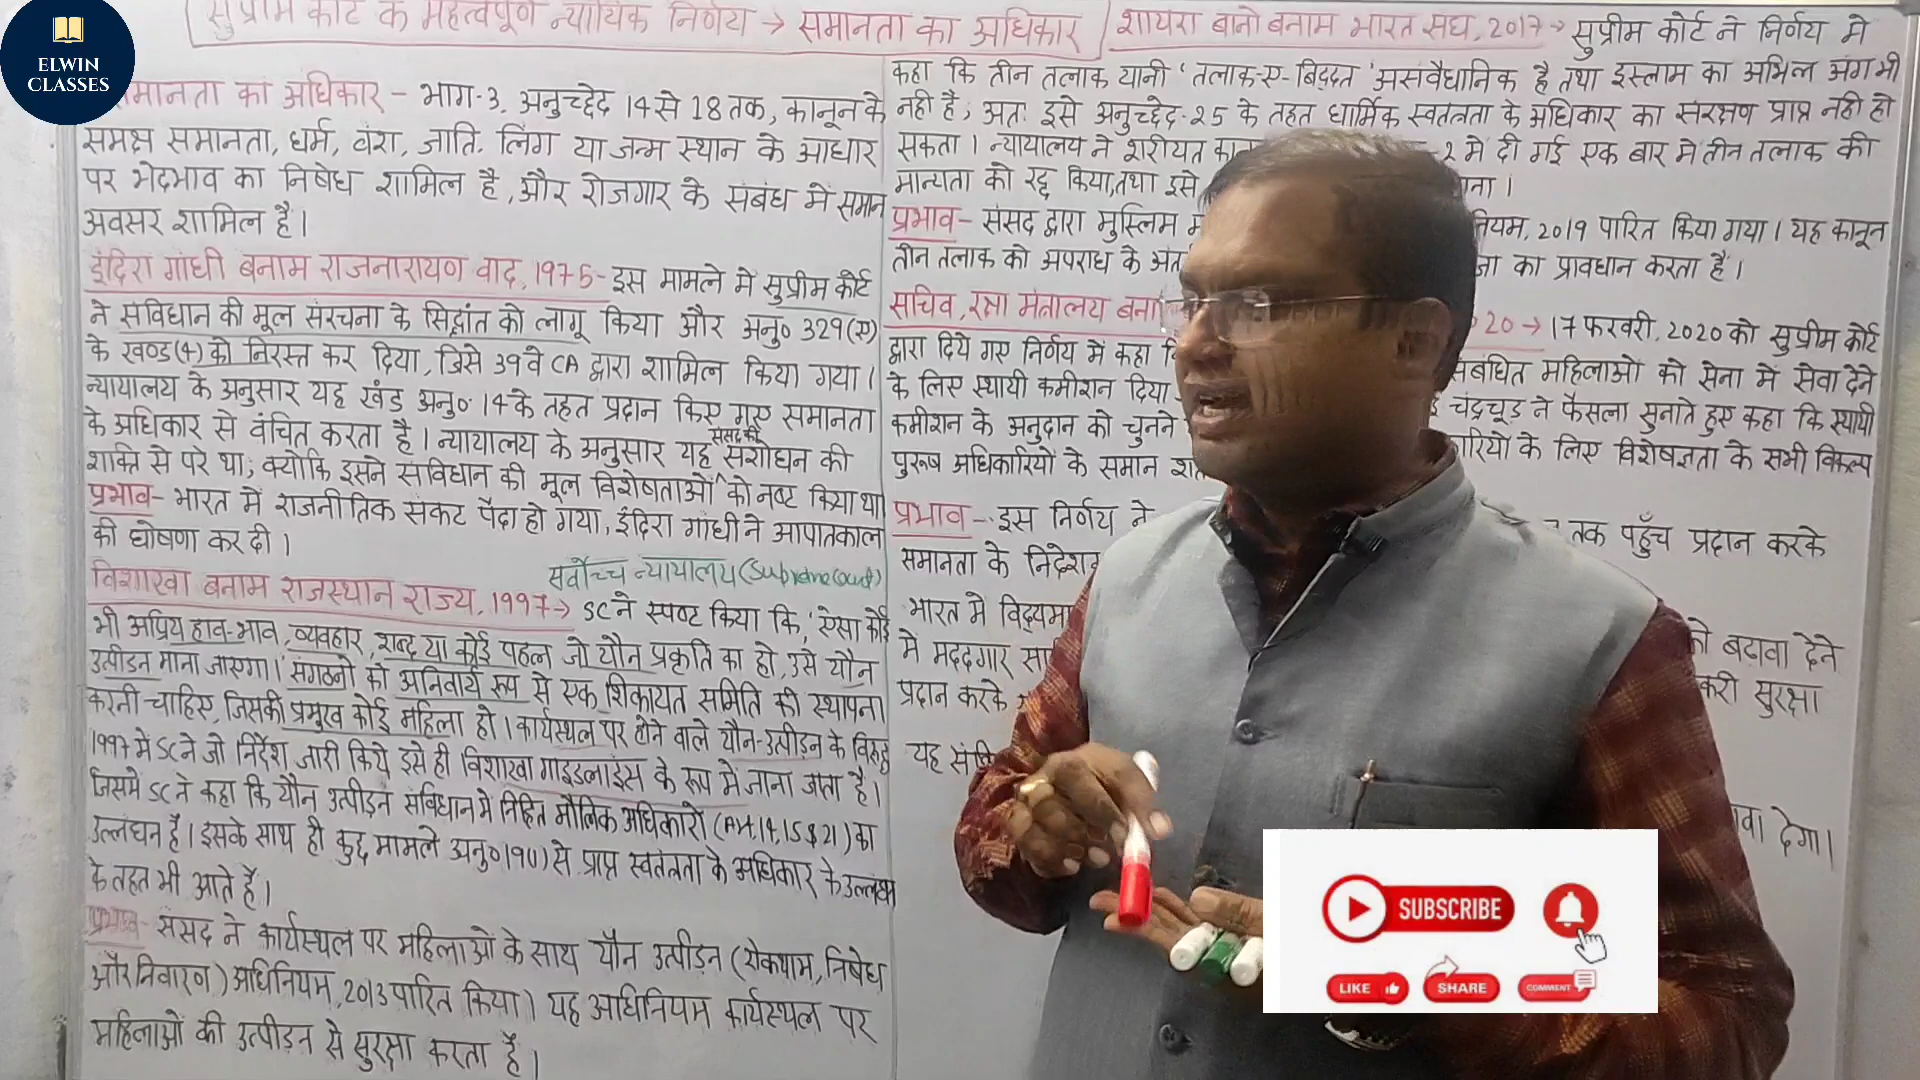 ELWIN
CLASSES
सुप्रीम कोर्ट के महत्वपूर्ण न्यायिक निर्णय → समानता का अधिकार
समानता का अधिकार – भाग-3, अनुच्छेद 14 से 18 तक, कानून के
समक्ष समानता, धर्म, वंश, जाति, लिंग या जन्म स्थान के आधार
पर भेदभाव का निषेध शामिल है, और रोजगार के संबंध में समान
अवसर शामिल है।
इंदिरा गांधी बनाम राजनारायण वाद, 1975- इस मामले में सुप्रीम कोर्ट
ने संविधान की मूल संरचना के सिद्धांत को लागू किया और अनु० 329(ए)
के खण्ड(4) को निरस्त कर दिया, जिसे 39 वे CA द्वारा शामिल किया गया।
न्यायालय के अनुसार यह खंड अनु० 14 के तहत प्रदान किए गए समानता
के अधिकार से वंचित करता है। न्यायालय के अनुसार यह संसद की संशोधन की
शक्ति से परे था; क्योंकि इसने संविधान की मूल विशेषताओं को नष्ट किया था
प्रभाव- भारत में राजनीतिक संकट पैदा हो गया, इंदिरा गांधी ने आपातकाल
की घोषणा कर दी।
सर्वोच्च न्यायालय (Supreme Court)
विशाखा बनाम राजस्थान राज्य, 1997→ SC ने स्पष्ट किया कि, 'ऐसा कोई
भी अप्रिय हाव-भाव, व्यवहार, शब्द या कोई पहल जो यौन प्रकृति का हो, उसे यौन
उत्पीड़न माना जाएगा।' संगठनो को अनिवार्य रूप से एक शिकायत समिति की स्थापना
करनी चाहिए, जिसकी प्रमुख कोई महिला हो। कार्यस्थल पर होने वाले यौन-उत्पीड़न के विरुद्ध
1997 में SC ने जो निर्देश जारी किये इसे ही विशाखा गाइडलाइंस के रूप में जाना जाता है।
जिसमें SC ने कहा कि यौन उत्पीड़न संविधान में निहित मौलिक अधिकारो (Art.14,15 & 21) का
उल्लंघन है। इसके साथ ही कुछ मामले अनु० 19(1) से प्राप्त स्वतंत्रता के अधिकार के उल्लंघन
के तहत भी आते हैं।
प्रभाव- संसद ने कार्यस्थल पर महिलाओं के साथ यौन उत्पीड़न (रोकथाम, निषेध
और निवारण) अधिनियम, 2013 पारित किया। यह अधिनियम कार्यस्थल पर
महिलाओं की उत्पीड़न से सुरक्षा करता है।
शायरा बानो बनाम भारत संघ, 2017→ सुप्रीम कोर्ट ने निर्णय में
कहा कि तीन तलाक यानी 'तलाक-ए-बिद्दत' असंवैधानिक है तथा इस्लाम का अभिन्न अंग भी
नही है; अतः इसे अनुच्छेद-25 के तहत धार्मिक स्वतंत्रता के अधिकार का संरक्षण प्राप्त नही हो
सकता। न्यायालय ने शरीयत 2 में दी गई एक बार में तीन तलाक की
मान्यता को रद्द किया, तथा इसे
प्रभाव- संसद द्वारा मुस्लिम 2019 पारित किया गया। यह कानून
तीन तलाक को अपराध के का प्रावधान करता है।
सचिव, रक्षा मंत्रालय 20→ 17 फरवरी, 2020 को सुप्रीम कोर्ट
द्वारा दिये गए निर्णय में कहा संबंधित महिलाओं को सेना में सेवा देने
के लिए स्थायी कमीशन दिया चंद्रचूड़ ने फैसला सुनाते हुए कहा कि स्थायी
कमीशन के अनुदान को चुनने के लिए विशेषज्ञता के सभी विकल्प
पुरूष अधिकारियों के समान
प्रभाव- इस निर्णय ने तक पहुँच प्रदान करके
समानता के
भारत में को बढावा देने
में मददगार सुरक्षा
प्रदान करके
यह देगा।
SUBSCRIBE
LIKE SHARE COMMENT